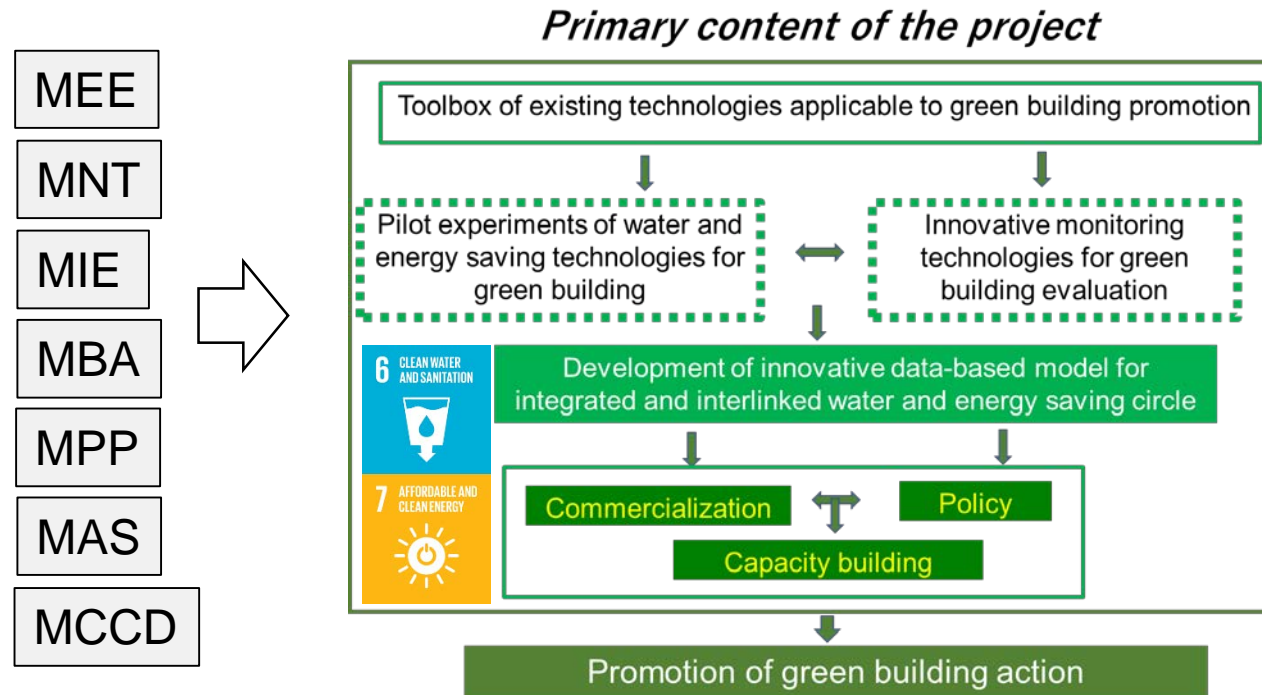 Primary content of the project
MEE
MNT
MIE
MBA
MPP
MAS
MCCD
Toolbox of existing technologies applicable to green building promotion
Pilot experiments of water and
energy saving technologies for
green building
Innovative monitoring
technologies for green
building evaluation
6 CLEAN WATER
AND SANITATION
Development of innovative data-based model for
integrated and interlinked water and energy saving circle
7 AFFORDABLE AND
CLEAN ENERGY
Commercialization
Policy
Capacity building
Promotion of green building action